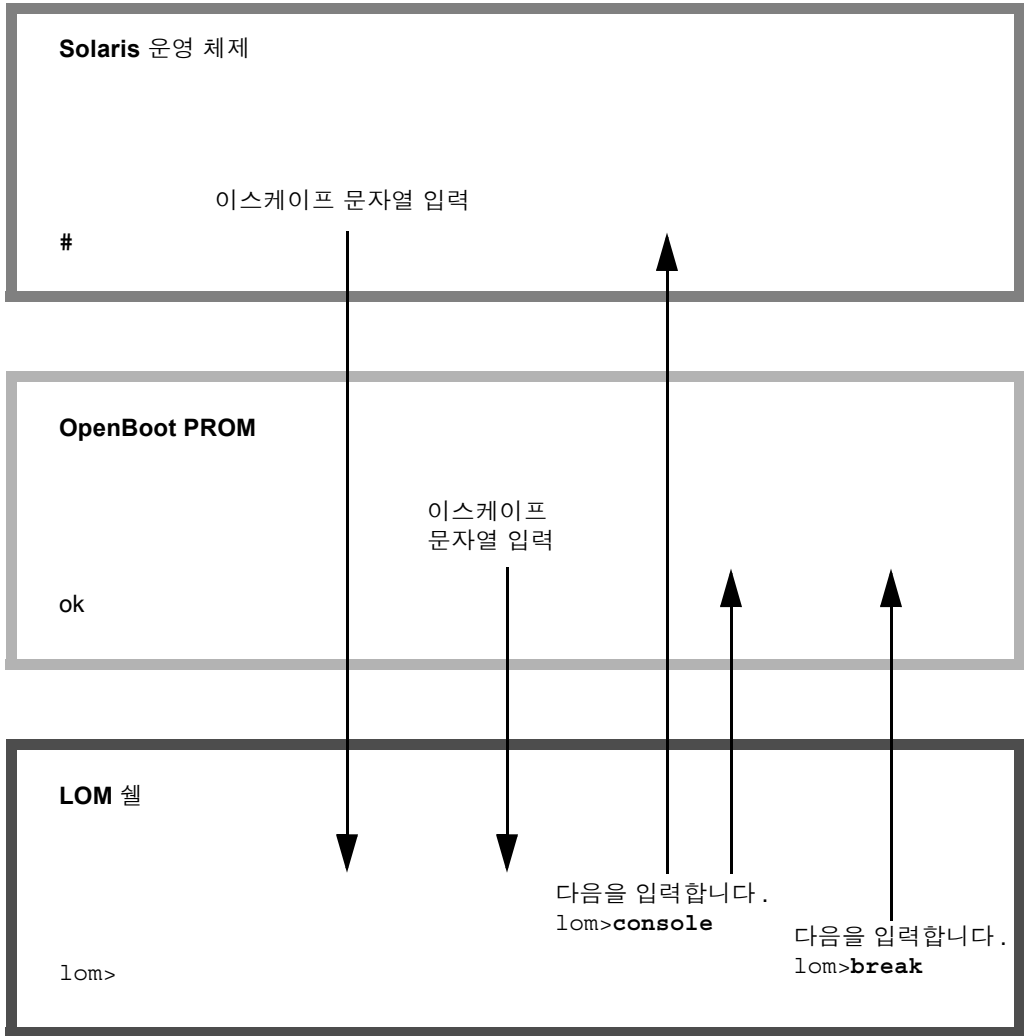 Solaris 운영 체제
이스케이프 문자열 입력
#
OpenBoot PROM
이스케이프
문자열 입력
ok
LOM 쉘
다음을 입력합니다.
lom>console
다음을 입력합니다.
lom>break
lom>